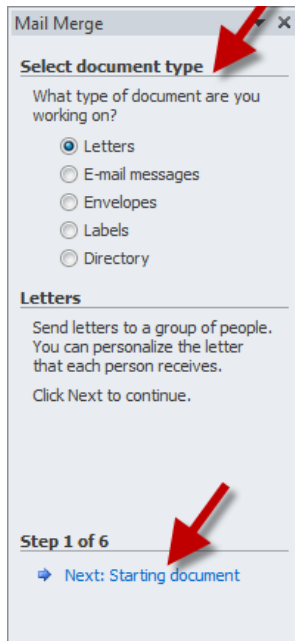 Mail Merge
Select document type
What type of document are you
working on?
Letters
E-mail messages
Envelopes
Labels
Directory
Letters
Send letters to a group of people.
You can personalize the letter
that each person receives.
Click Next to continue.
Step 1 of 6
Next: Starting document